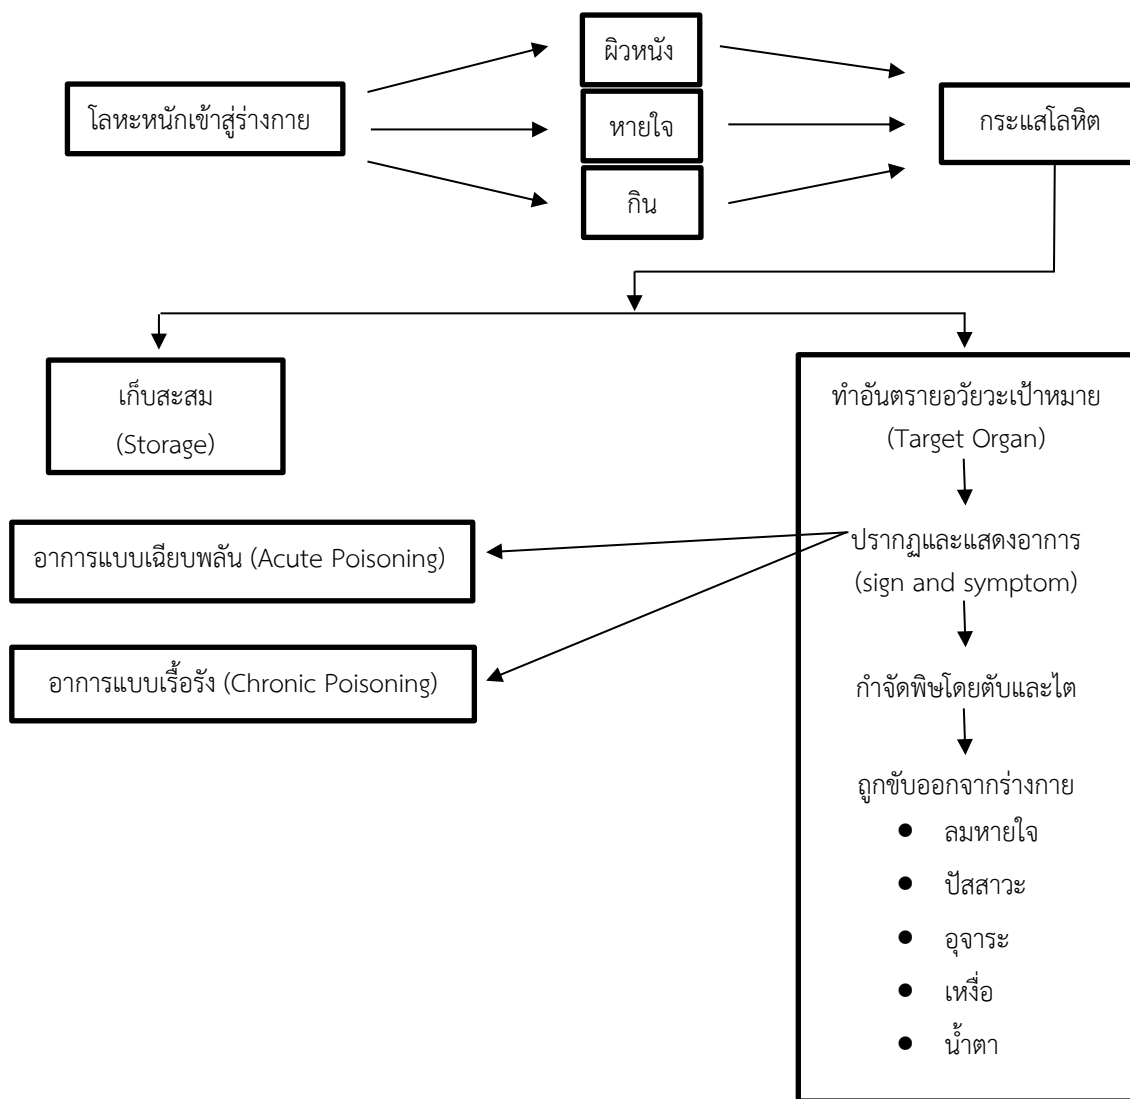 ผิวหนัง
โลหะหนักเข้าสู่ร่างกาย
หายใจ
กระแสโลหิต
กิน
เก็บสะสม
(Storage)
ทำอันตรายอวัยวะเป้าหมาย
(Target Organ)
อาการแบบเฉียบพลัน (Acute Poisoning)
ปรากฏและแสดงอาการ
(sign and symptom)
อาการแบบเรื้อรัง (Chronic Poisoning)
กำจัดพิษโดยตับและไต
ถูกขับออกจากร่างกาย
● ลมหายใจ
● ปัสสาวะ
● อุจาระ
● เหงื่อ
● น้ำตา